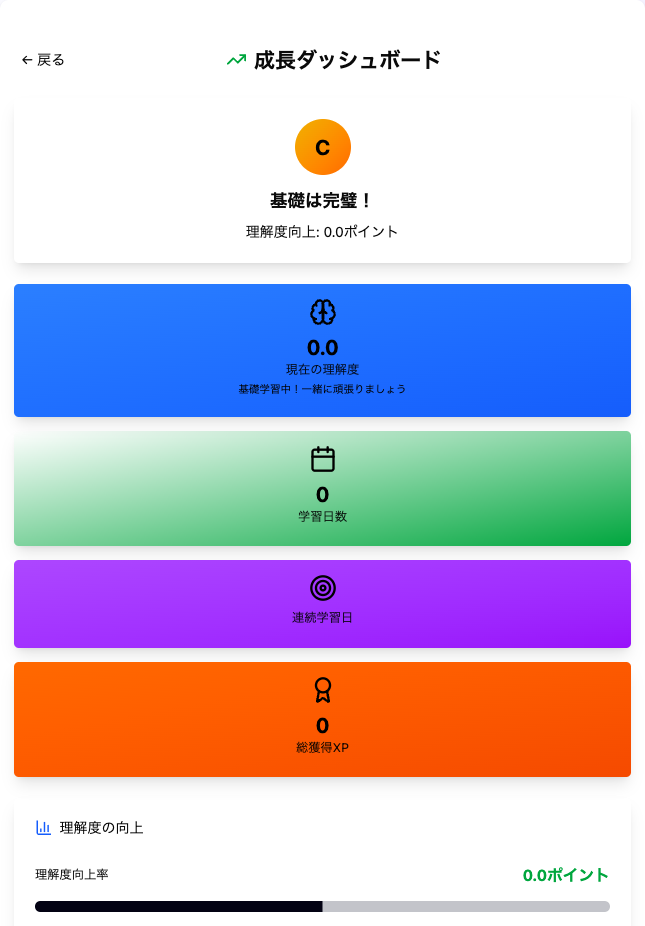 ← 戻る
成長ダッシュボード
C
基礎は完璧！
理解度向上: 0.0ポイント
0.0
現在の理解度
基礎学習中！一緒に頑張りましょう
0
学習日数
連続学習日
0
総獲得XP
理解度の向上
理解度向上率
0.0ポイント